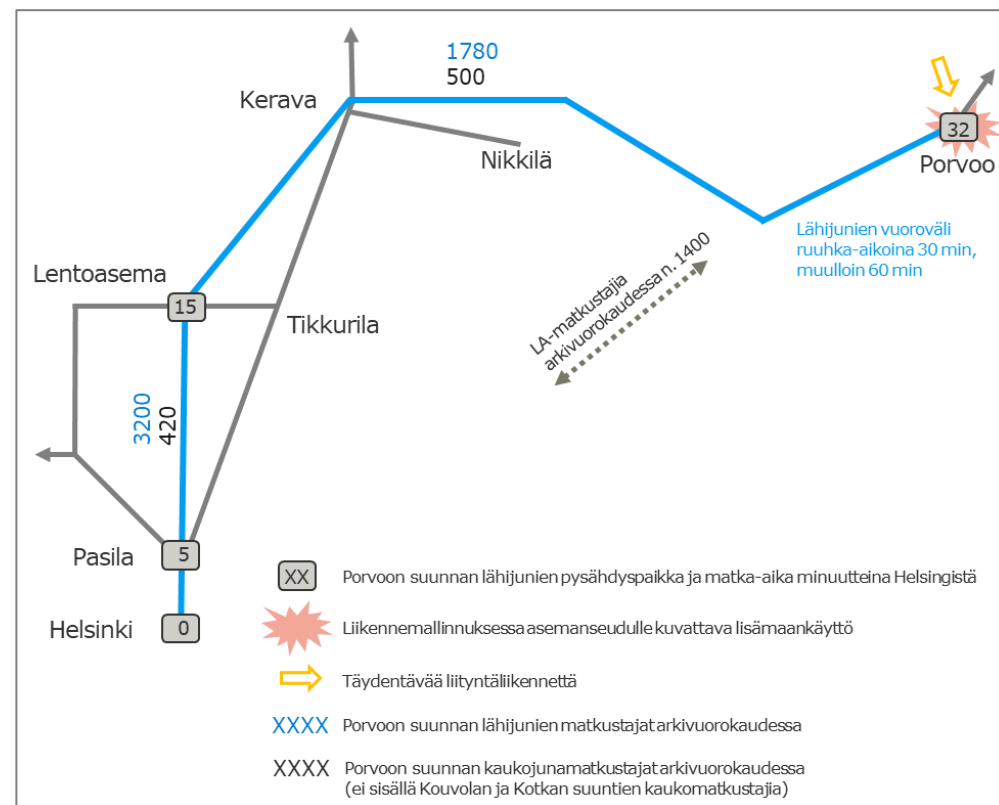 1780
500
Kerava
32
Nikkilä
Porvoo
Lähijunien vuoroväli
ruuhka-aikoina 30 min,
muulloin 60 min
LA-matkustajia
arkivuorokaudessa n. 1400
Lentoasema
15
Tikkurila
3200
420
Pasila
5
Helsinki
0
XX Porvoon suunnan lähijunien pysähdyspaikka ja matka-aika minuutteina Helsingistä
Liikennemallinnuksessa asemanseudulle kuvattava lisämaankäyttö
Täydentävää liityntäliikennettä
XXXX Porvoon suunnan lähijunien matkustajat arkivuorokaudessa
XXXX Porvoon suunnan kaukojunamatkustajat arkivuorokaudessa
(ei sisällä Kouvolan ja Kotkan suuntien kaukomatkustajia)